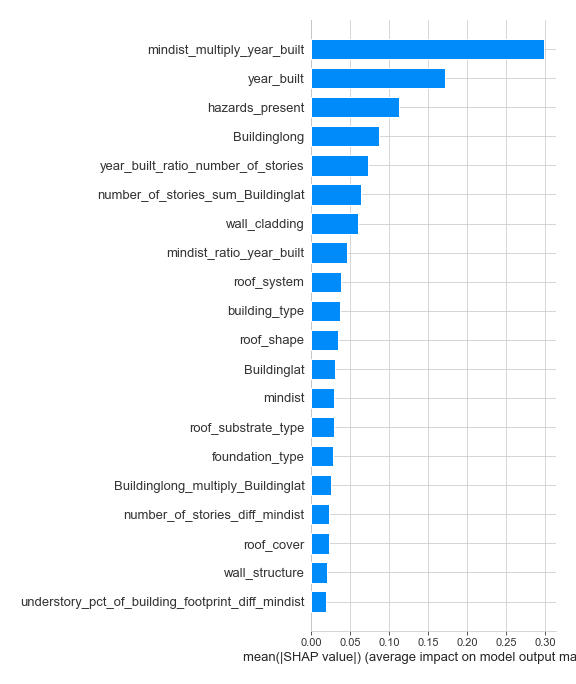 mindist_multiply_year_built
year_built
hazards_present
Buildinglong
year_built_ratio_number_of_stories
number_of_stories_sum_Buildinglat
wall_cladding
mindist_ratio_year_built
roof_system
building_type
roof_shape
Buildinglat
mindist
roof_substrate_type
foundation_type
Buildinglong_multiply_Buildinglat
number_of_stories_diff_mindist
roof_cover
wall_structure
understory_pct_of_building_footprint_diff_mindist
0.00 0.05 0.10 0.15 0.20 0.25 0.30
mean(|SHAP value|) (average impact on model output ma